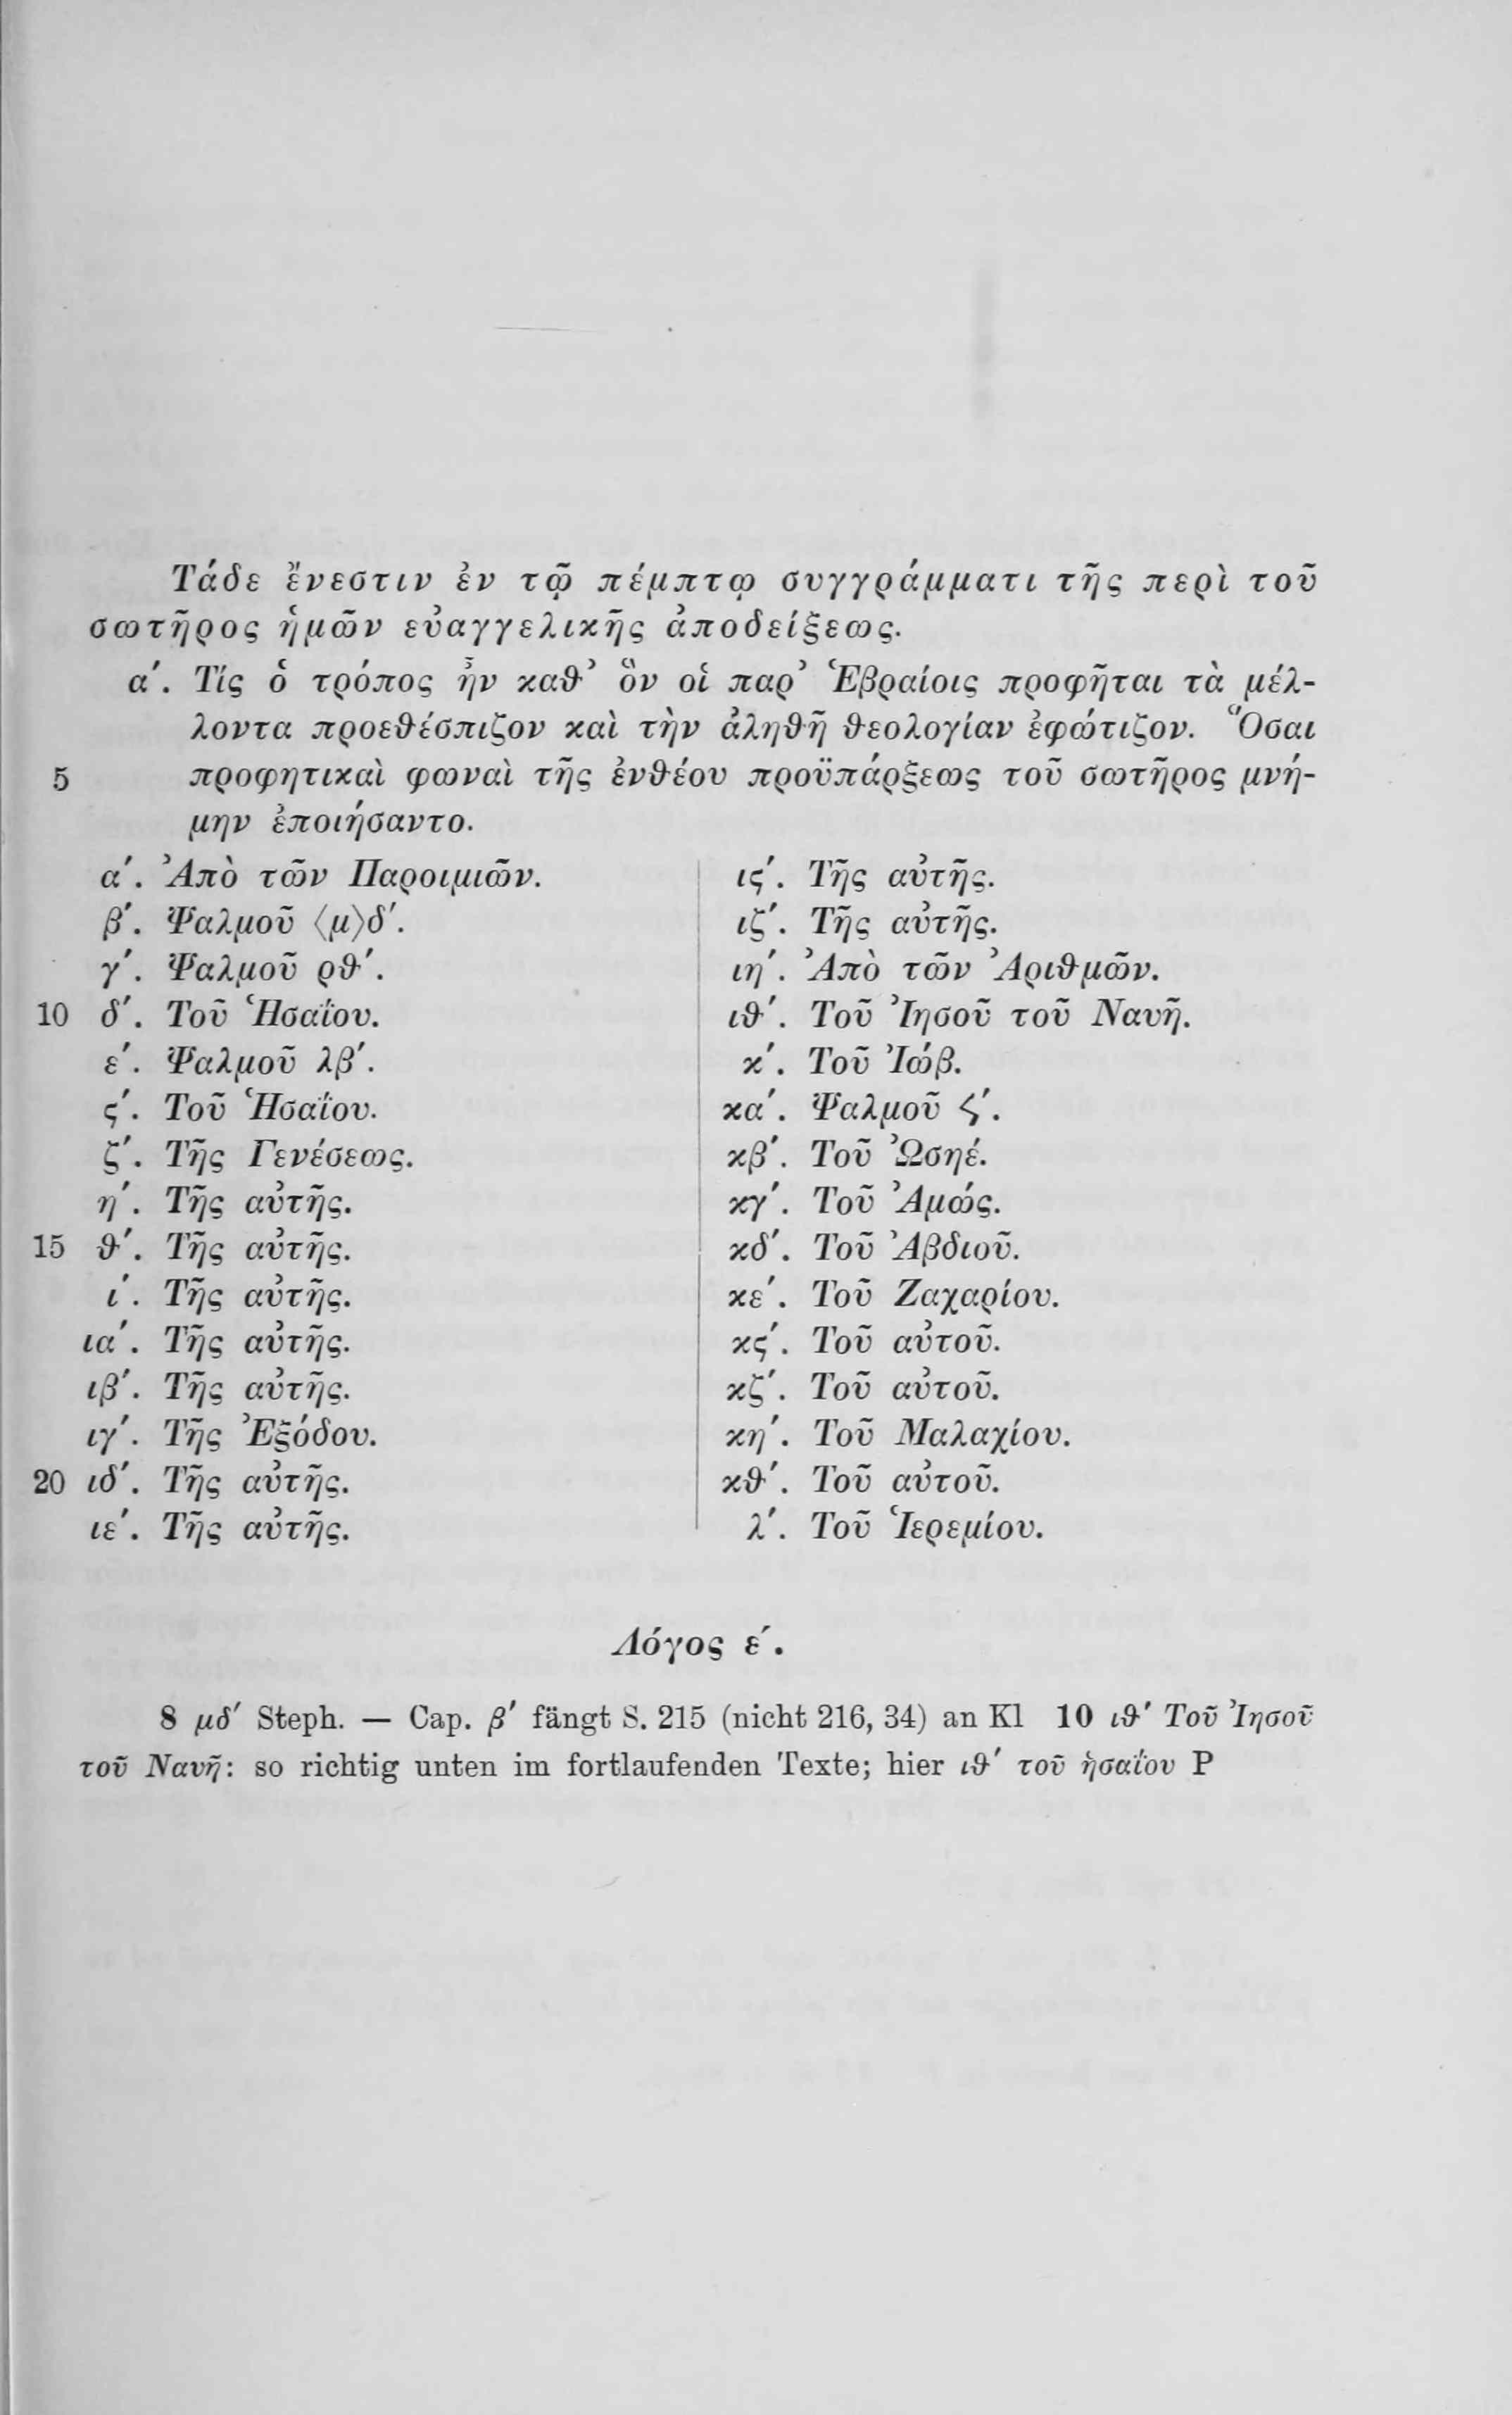 Τάδε ἔνεστιν ἐν τῷ πέμπτῳ συγγράμματι τῆς περὶ τοῦ
σωτῆρος ἡμῶν εὐαγγελικῆς ἀποδείξεως.
α′. Τίς ὁ τρόπος ἦν καθ’ ὃν οἱ παρ’ Ἑβραίοις προφῆται τὰ μέλ-
λοντα προεθέσπιζον καὶ τὴν ἀληθῆ θεολογίαν ἐφώτιζον. Ὅσαι
5 προφητικαὶ φωναὶ τῆς ἐνθέου προϋπάρξεως τοῦ σωτῆρος μνή-
μην ἐποιήσαντο.
α′. Ἀπὸ τῶν Παροιμιῶν.
β′. Ψαλμοῦ ⟨μ⟩δ′.
γ′. Ψαλμοῦ ρθ′.
10 δ′. Τοῦ Ἡσαΐου.
ε′. Ψαλμοῦ λβ′.
ς′. Τοῦ Ἡσαΐου.
ζ′. Τῆς Γενέσεως.
η′. Τῆς αὐτῆς.
15 θ′. Τῆς αὐτῆς.
ι′. Τῆς αὐτῆς.
ια′. Τῆς αὐτῆς.
ιβ′. Τῆς αὐτῆς.
ιγ′. Τῆς Ἐξόδου.
20 ιδ′. Τῆς αὐτῆς.
ιε′. Τῆς αὐτῆς.
ις′. Τῆς αὐτῆς.
ιζ′. Τῆς αὐτῆς.
ιη′. Ἀπὸ τῶν Ἀριθμῶν.
ιθ′. Τοῦ Ἰησοῦ τοῦ Ναυῆ.
κ′. Τοῦ Ἰώβ.
κα′. Ψαλμοῦ ϟ′.
κβ′. Τοῦ Ὠσηέ.
κγ′. Τοῦ Ἀμώς.
κδ′. Τοῦ Ἀβδιοῦ.
κε′. Τοῦ Ζαχαρίου.
κς′. Τοῦ αὐτοῦ.
κζ′. Τοῦ αὐτοῦ.
κη′. Τοῦ Μαλαχίου.
κθ′. Τοῦ αὐτοῦ.
λ′. Τοῦ Ἱερεμίου.
Λόγος ε′.
8 μδ′ Steph. — Cap. β′ fängt S. 215 (nicht 216, 34) an Kl 10 ιθ′ Τοῦ Ἰησοῦ
τοῦ Ναυῆ: so richtig unten im fortlaufenden Texte; hier ιθ′ τοῦ ἡσαΐου P